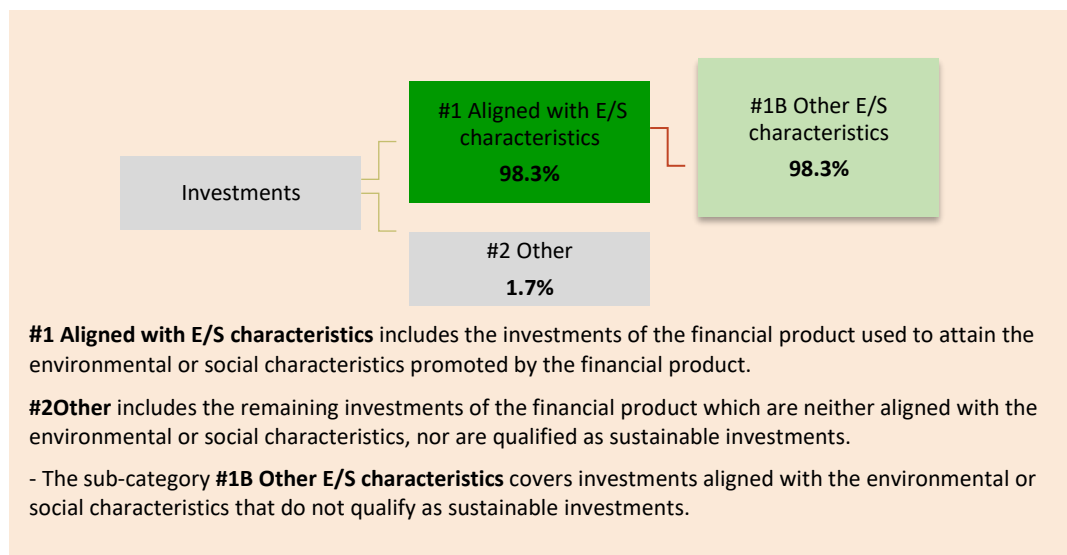 #1 Aligned with E/S
characteristics
98.3%
#1B Other E/S
characteristics
98.3%
Investments
#2 Other
1.7%
#1 Aligned with E/S characteristics includes the investments of the financial product used to attain the
environmental or social characteristics promoted by the financial product.
#2Other includes the remaining investments of the financial product which are neither aligned with the
environmental or social characteristics, nor are qualified as sustainable investments.
- The sub-category #1B Other E/S characteristics covers investments aligned with the environmental or
social characteristics that do not qualify as sustainable investments.